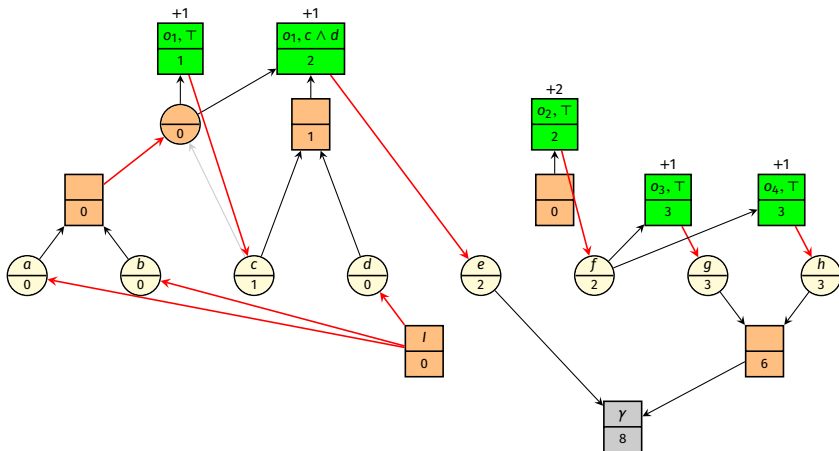 +1 +1
o₁, ⊤ o₁, c ∧ d
1 2
+2
o₂, ⊤
0 1 2
+1 +1
o₃, ⊤ o₄, ⊤
0 0 3 3
a b c d e f g h
0 0 1 0 2 2 3 3
I
0 6
γ
8